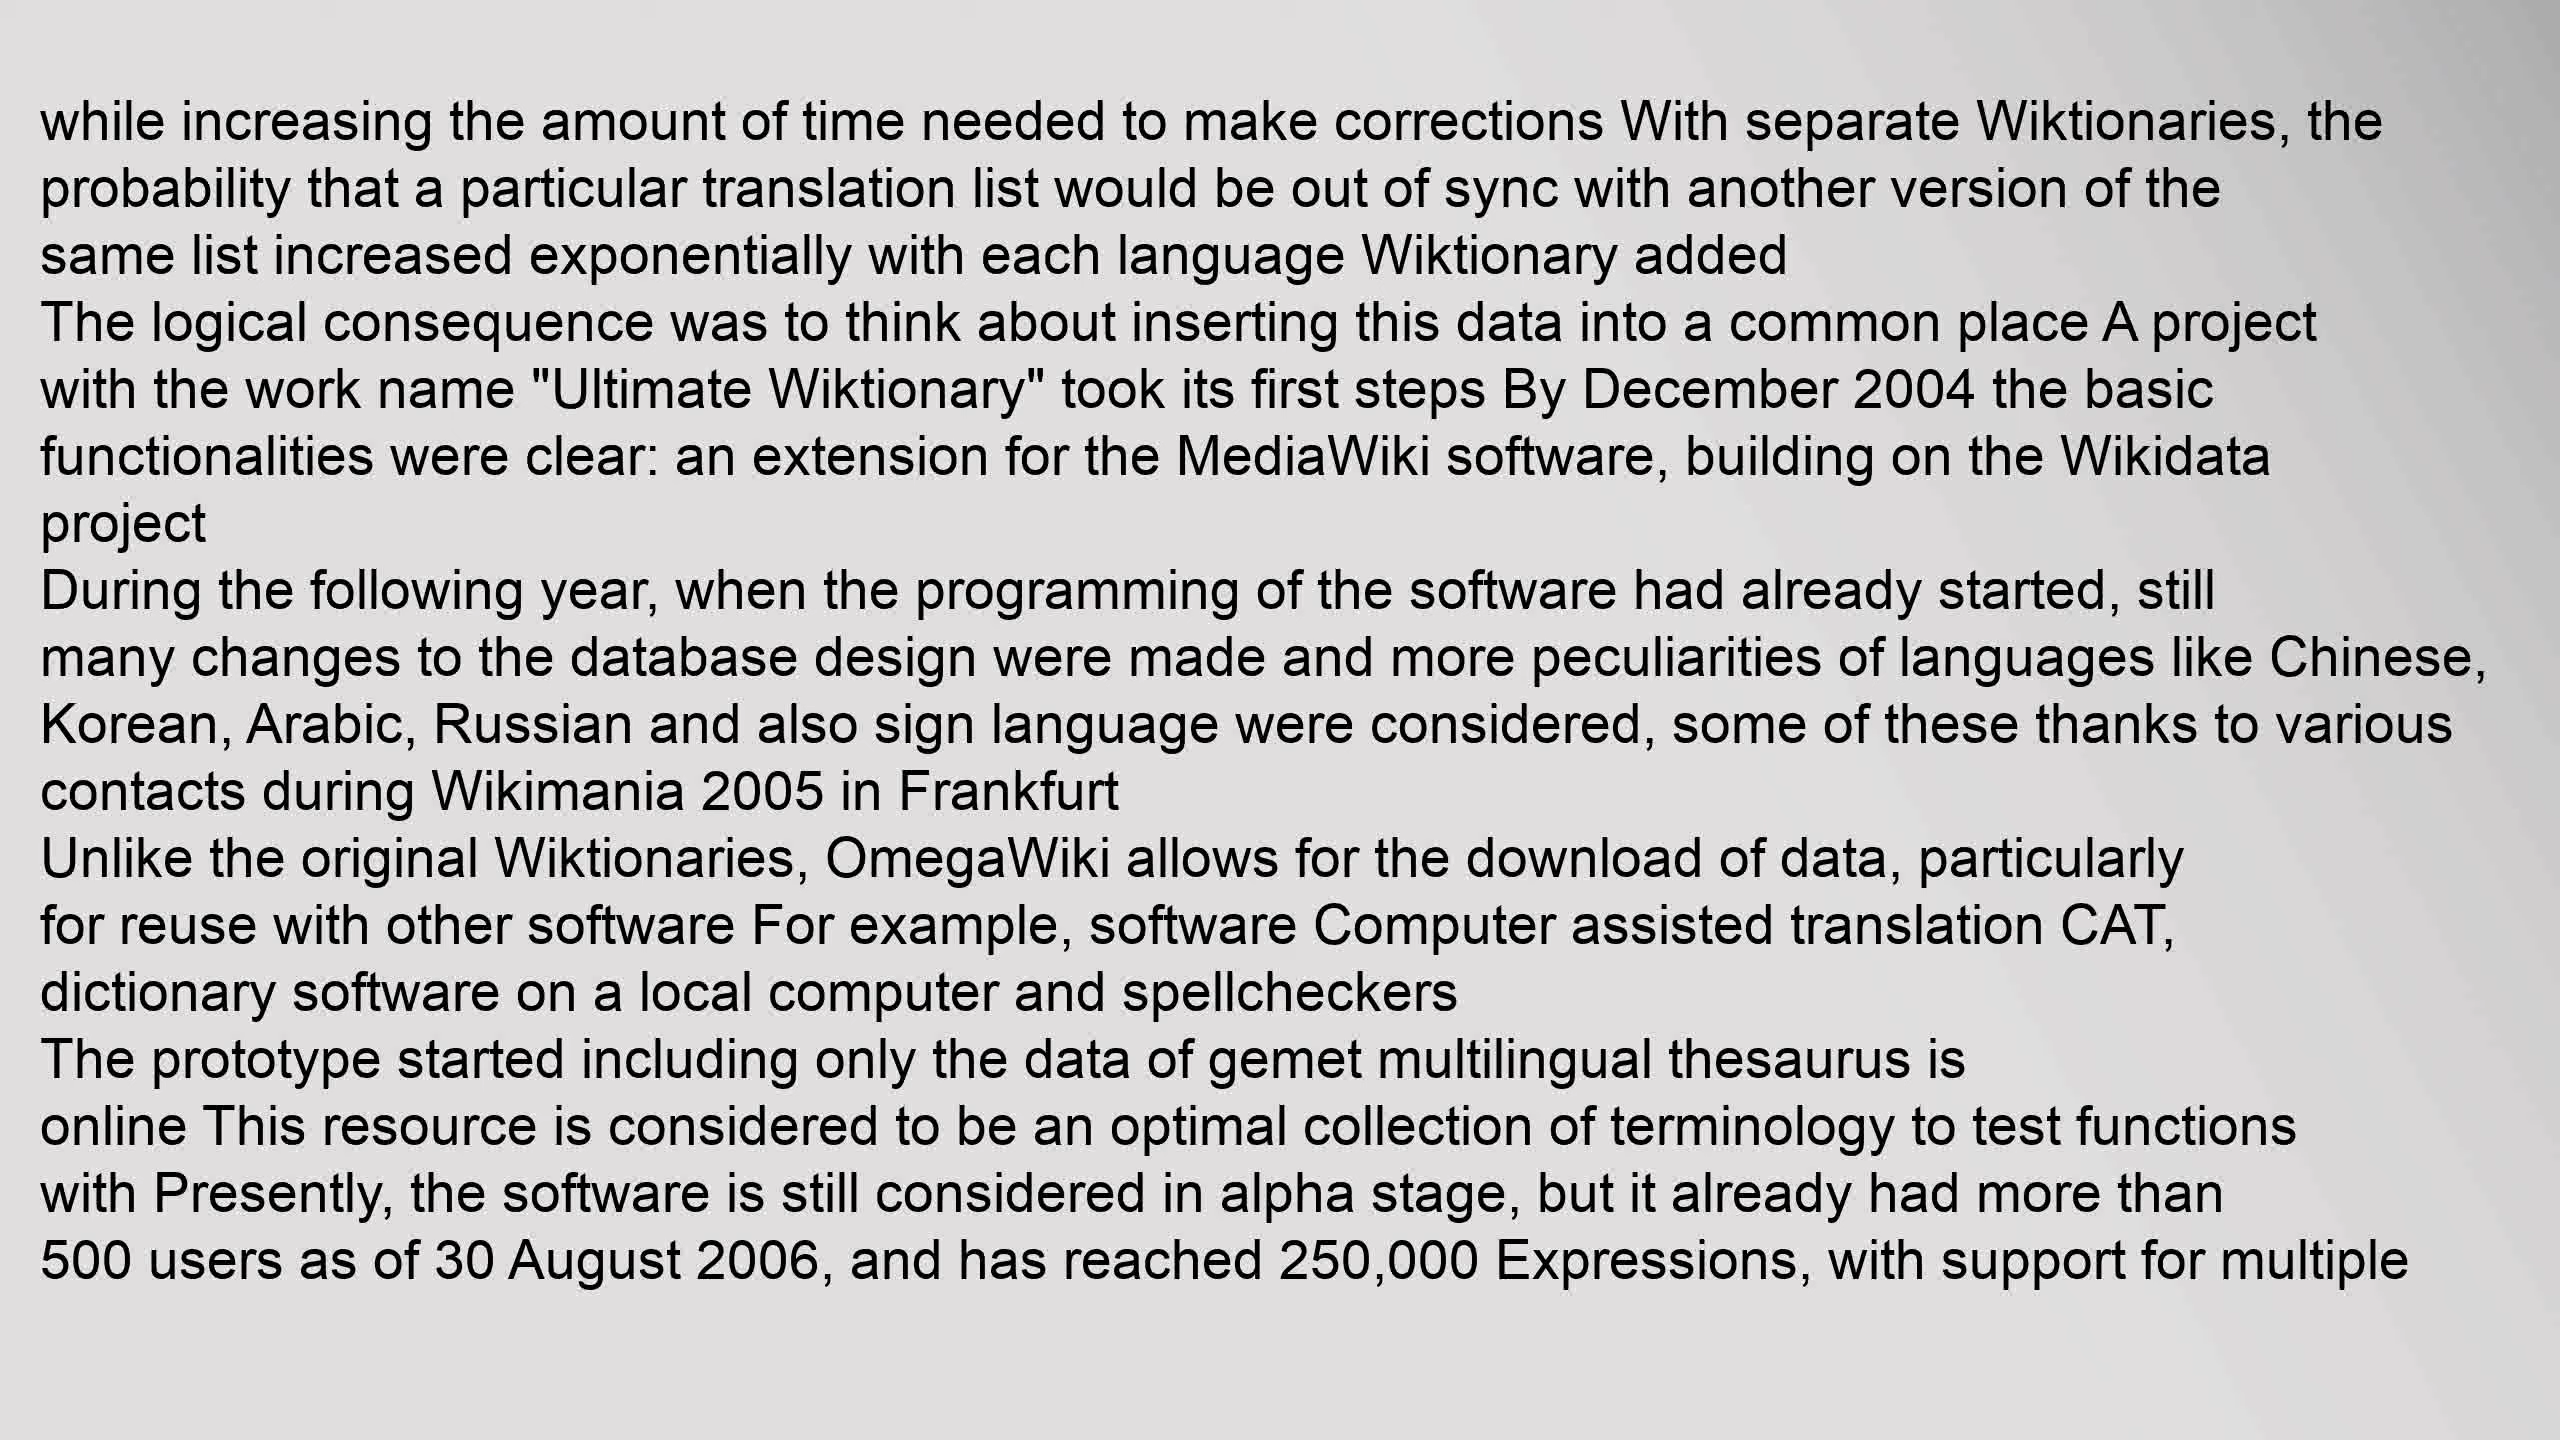 while increasing the amount of time needed to make corrections With separate Wiktionaries, the
probability that a particular translation list would be out of sync with another version of the
same list increased exponentially with each language Wiktionary added
The logical consequence was to think about inserting this data into a common place A project
with the work name "Ultimate Wiktionary" took its first steps By December 2004 the basic
functionalities were clear: an extension for the MediaWiki software, building on the Wikidata
project
During the following year, when the programming of the software had already started, still
many changes to the database design were made and more peculiarities of languages like Chinese,
Korean, Arabic, Russian and also sign language were considered, some of these thanks to various
contacts during Wikimania 2005 in Frankfurt
Unlike the original Wiktionaries, OmegaWiki allows for the download of data, particularly
for reuse with other software For example, software Computer assisted translation CAT,
dictionary software on a local computer and spellcheckers
The prototype started including only the data of gemet multilingual thesaurus is
online This resource is considered to be an optimal collection of terminology to test functions
with Presently, the software is still considered in alpha stage, but it already had more than
500 users as of 30 August 2006, and has reached 250,000 Expressions, with support for multiple